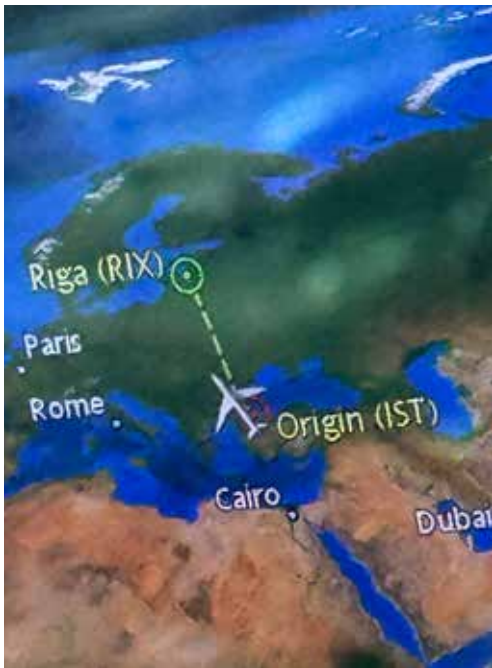 Riga (RIX)
Paris
Rome
Origin (IST)
Cairo
Dubai